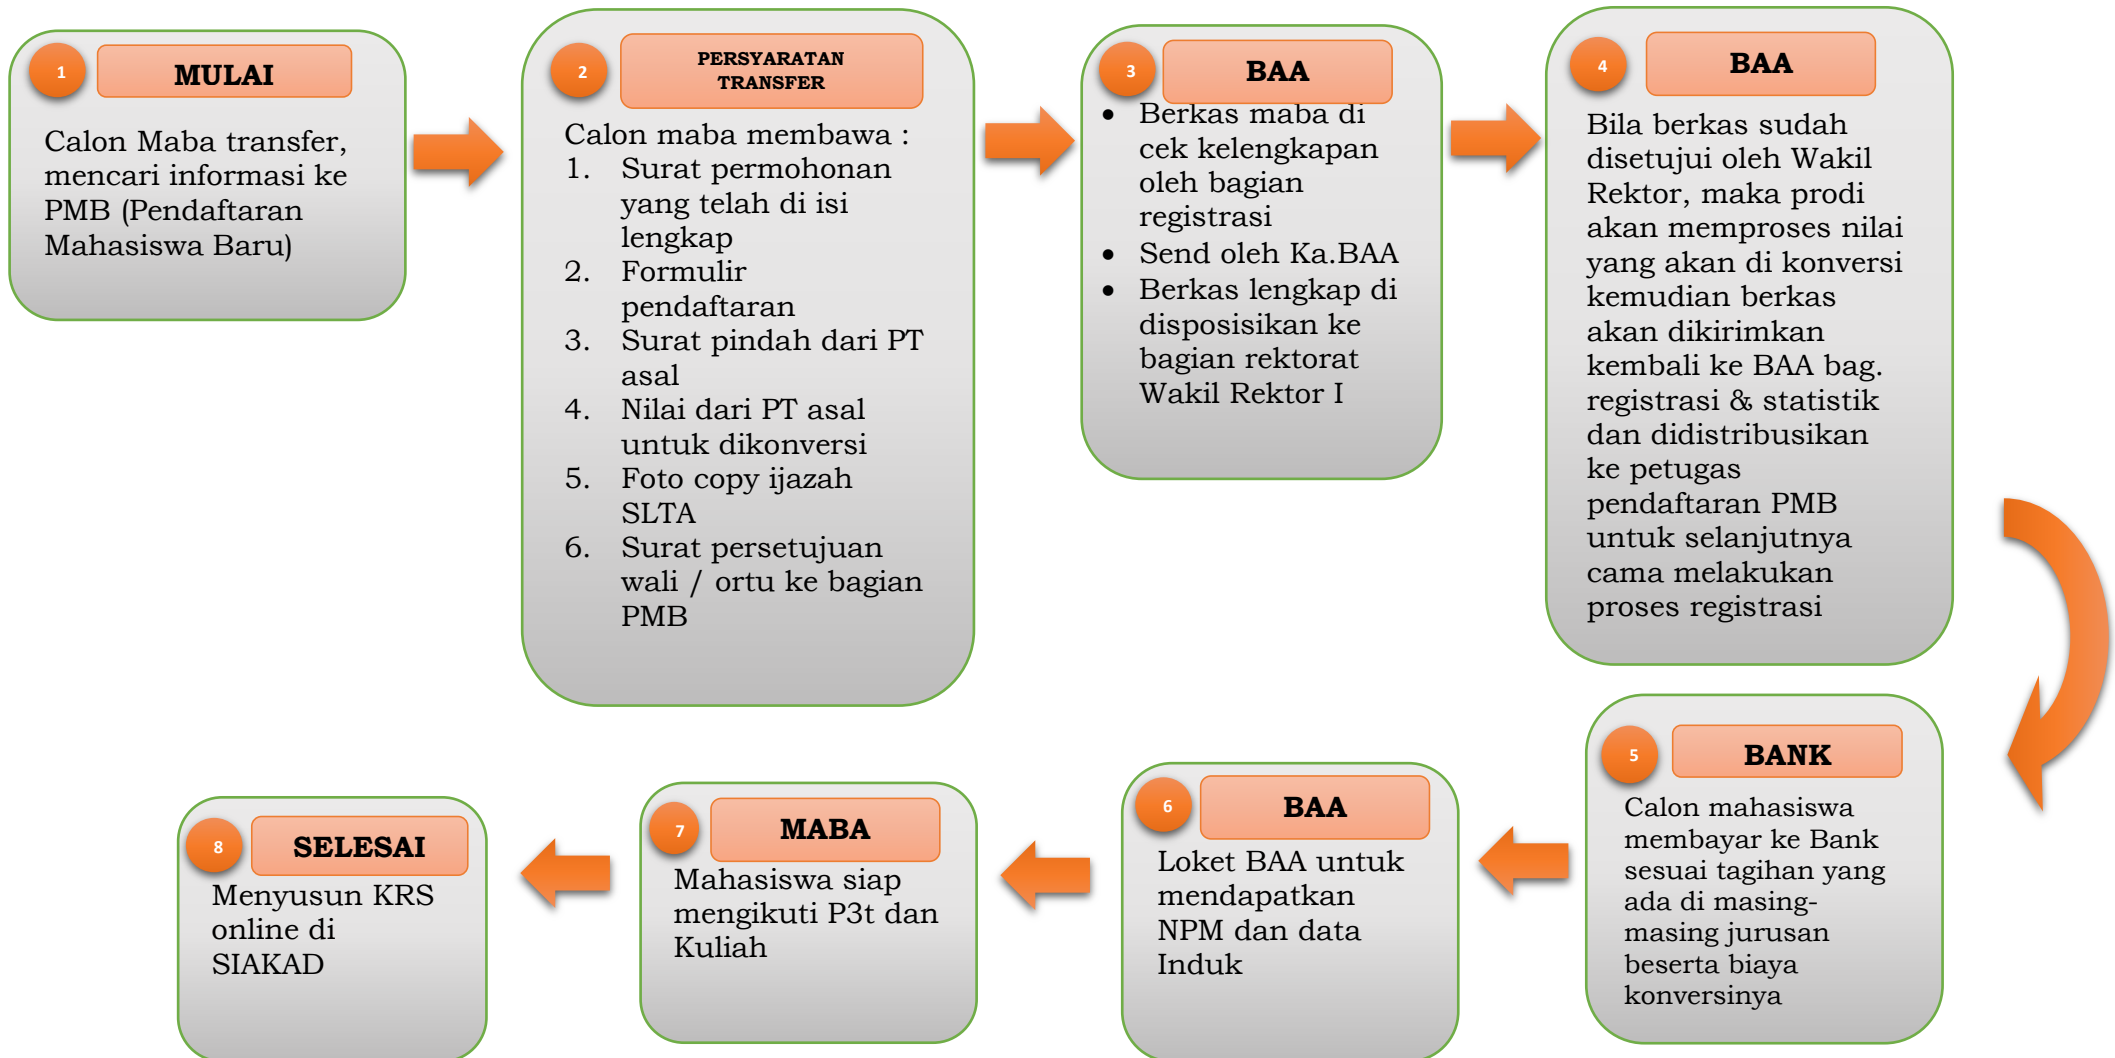 1
MULAI
Calon Maba transfer,
mencari informasi ke
PMB (Pendaftaran
Mahasiswa Baru)
2
PERSYARATAN
TRANSFER
Calon maba membawa :
1. Surat permohonan
yang telah di isi
lengkap
2. Formulir
pendaftaran
3. Surat pindah dari PT
asal
4. Nilai dari PT asal
untuk dikonversi
5. Foto copy ijazah
SLTA
6. Surat persetujuan
wali / ortu ke bagian
PMB
3
BAA
• Berkas maba di
cek kelengkapan
oleh bagian
registrasi
• Send oleh Ka.BAA
• Berkas lengkap di
disposisikan ke
bagian rektorat
Wakil Rektor I
4
BAA
Bila berkas sudah
disetujui oleh Wakil
Rektor, maka prodi
akan memproses nilai
yang akan di konversi
kemudian berkas
akan dikirimkan
kembali ke BAA bag.
registrasi & statistik
dan didistribusikan
ke petugas
pendaftaran PMB
untuk selanjutnya
cama melakukan
proses registrasi
5
BANK
Calon mahasiswa
membayar ke Bank
sesuai tagihan yang
ada di masing-
masing jurusan
beserta biaya
konversinya
6
BAA
Loket BAA untuk
mendapatkan
NPM dan data
Induk
7
MABA
Mahasiswa siap
mengikuti P3t dan
Kuliah
8
SELESAI
Menyusun KRS
online di
SIAKAD